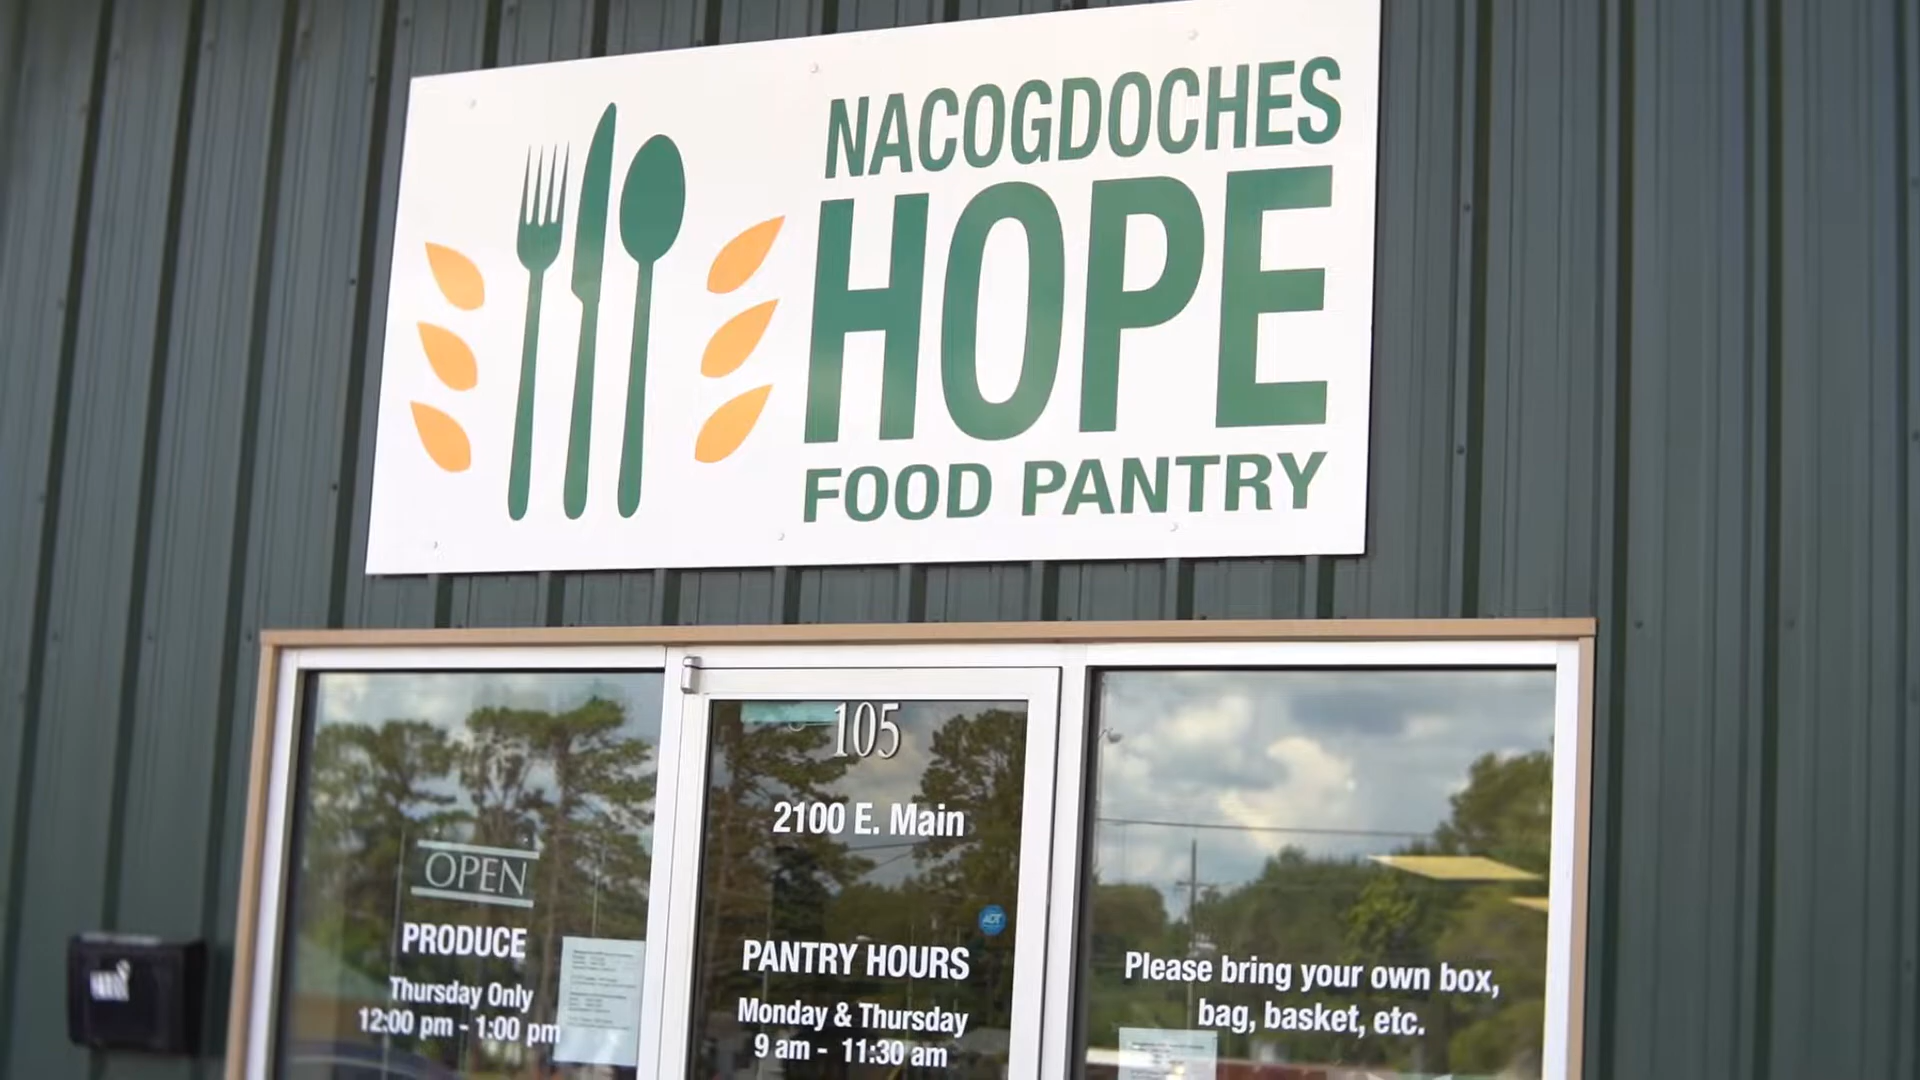 NACOGDOCHES
HOPE
FOOD PANTRY
105
2100 E. Main
OPEN
PRODUCE
Thursday Only
12:00 pm - 1:00 pm
ADT
PANTRY HOURS
Monday & Thursday
9 am - 11:30 am
Please bring your own box,
bag, basket, etc.